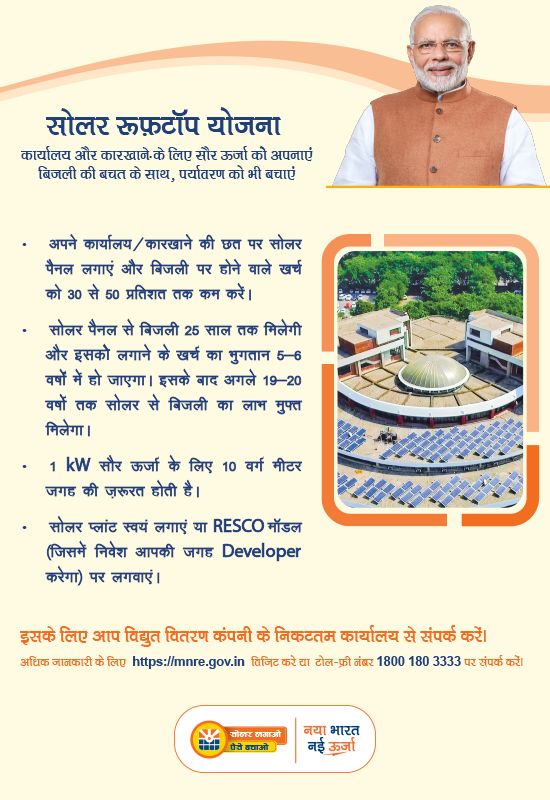 सोलर रूफ़टॉप योजना
कार्यालय और कारखाने के लिए सौर ऊर्जा को अपनाएं
बिजली की बचत के साथ, पर्यावरण को भी बचाएं
• अपने कार्यालय/कारखाने की छत पर सोलर
पैनल लगाएं और बिजली पर होने वाले खर्च
को 30 से 50 प्रतिशत तक कम करें।
• सोलर पैनल से बिजली 25 साल तक मिलेगी
और इसको लगाने के खर्च का भुगतान 5–6
वर्षों में हो जाएगा। इसके बाद अगले 19–20
वर्षों तक सोलर से बिजली का लाभ मुफ्त
मिलेगा।
• 1 kW सौर ऊर्जा के लिए 10 वर्ग मीटर
जगह की ज़रूरत होती है।
• सोलर प्लांट स्वयं लगाएं या RESCO मॉडल
(जिसमें निवेश आपकी जगह Developer
करेगा) पर लगवाएं।
इसके लिए आप विद्युत वितरण कंपनी के निकटतम कार्यालय से संपर्क करें।
अधिक जानकारी के लिए https://mnre.gov.in विज़िट करे या टोल-फ्री नंबर 1800 180 3333 पर संपर्क करें।
सोलर लगाओ
पैसे बचाओ
नया भारत
नई ऊर्जा